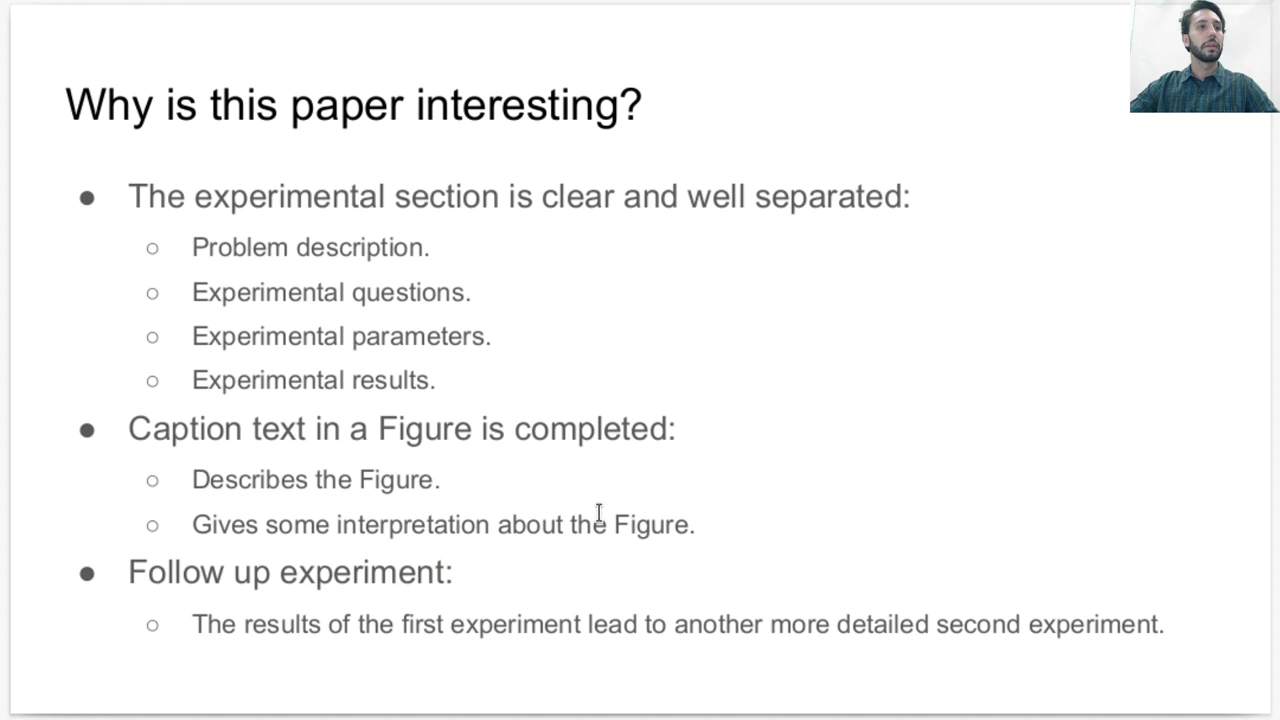 Why is this paper interesting?
● The experimental section is clear and well separated:
○ Problem description.
○ Experimental questions.
○ Experimental parameters.
○ Experimental results.
● Caption text in a Figure is completed:
○ Describes the Figure.
○ Gives some interpretation about the Figure.
● Follow up experiment:
○ The results of the first experiment lead to another more detailed second experiment.